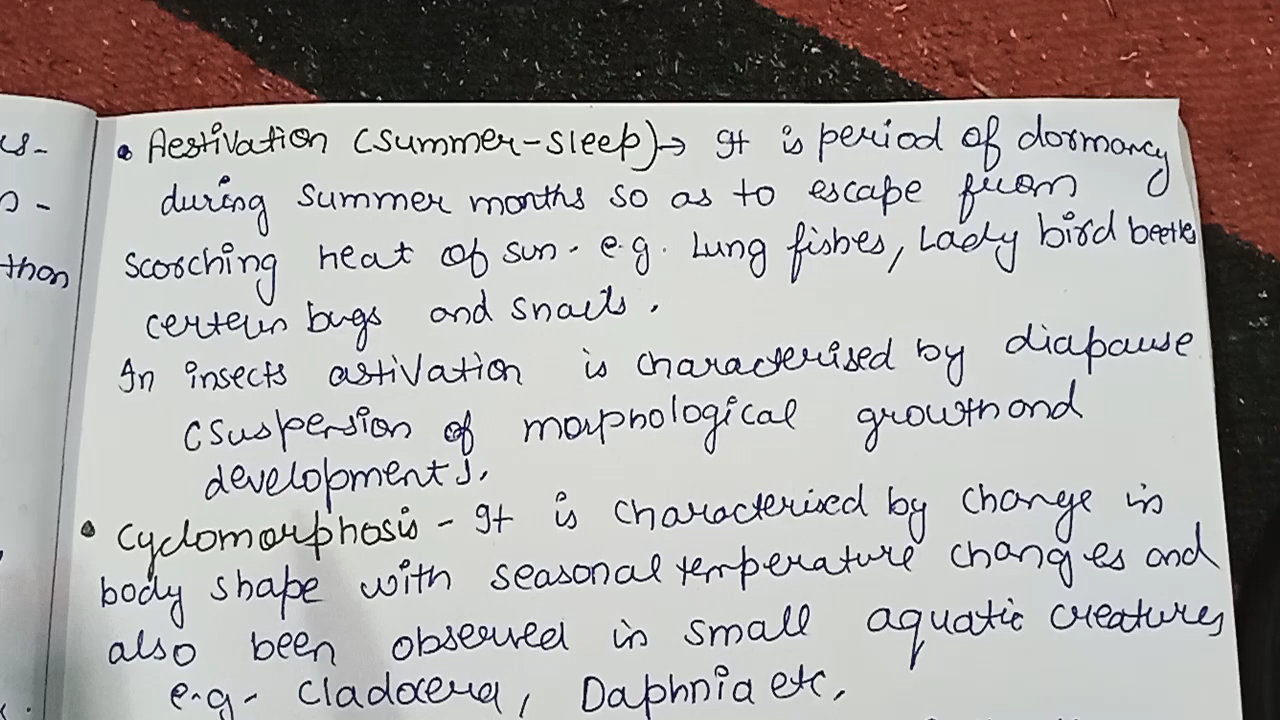 us-
than
• Aestivation (Summer-sleep)→ It is period of dormancy
during summer months so as to escape from
scorching heat of sun. e.g. Lung fishes, Lady bird beetles
certein bugs and snails.
In insects astivation is characterised by diapause
(suspension of morphological growth and
development).
• Cyclomorphosis - It is characterised by change in
body shape with seasonal temperature changes and
also been observed in small aquatic creatures
e.g- Cladocera, Daphnia etc.